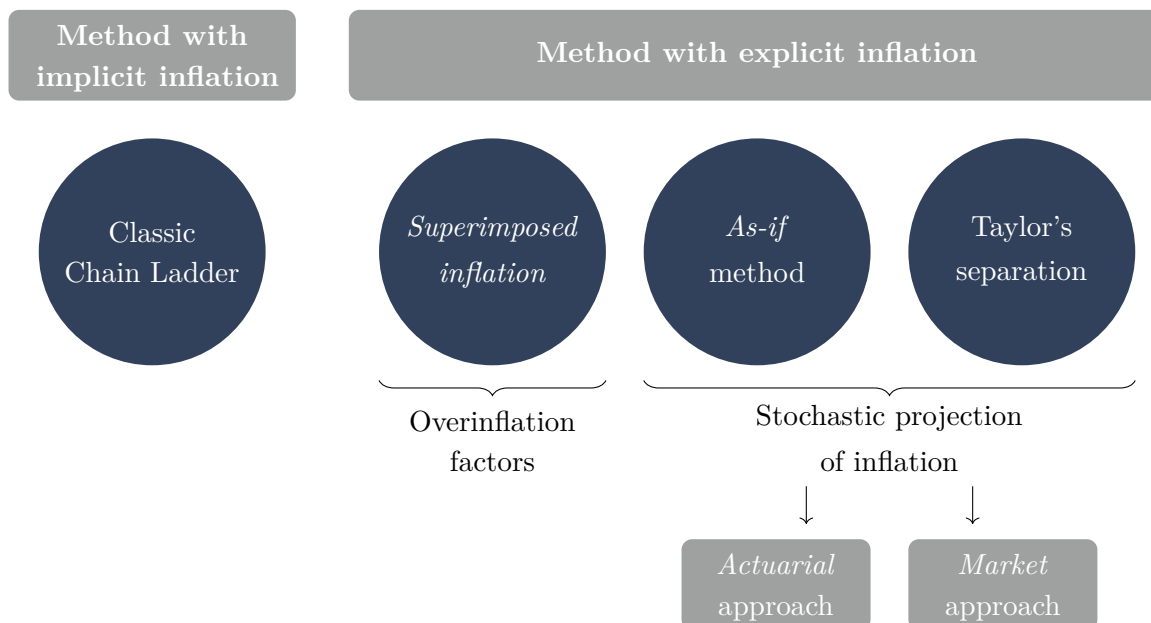 Method with
implicit inflation
Method with explicit inflation
Classic
Chain Ladder
Superimposed
inflation
As-if
method
Taylor's
separation
Overinflation
factors
Stochastic projection
of inflation
Actuarial
approach
Market
approach